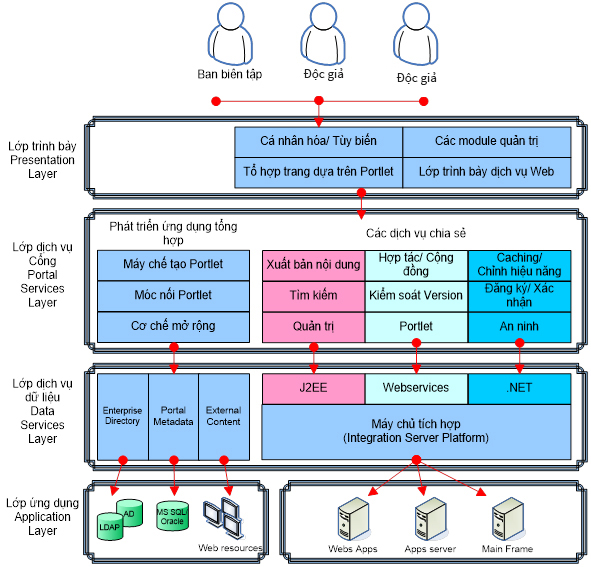 Ban biên tập
Độc giả
Độc giả
Lớp trình bày
Presentation
Layer
Cá nhân hóa/ Tùy biến
Các module quản trị
Tổ hợp trang dựa trên Portlet
Lớp trình bày dịch vụ Web
Lớp dịch vụ
Cổng
Portal
Services
Layer
Phát triển ứng dụng tổng
hợp
Máy chế tạo Portlet
Móc nối Portlet
Cơ chế mở rộng
Các dịch vụ chia sẻ
Xuất bản nội dung
Hợp tác/ Cộng
đồng
Caching/
Chỉnh hiệu năng
Tìm kiếm
Kiểm soát Version
Đăng ký/ Xác
nhận
Quản trị
Portlet
An ninh
Lớp dịch vụ
dữ liệu
Data
Services
Layer
Enterprise
Directory
Portal
Metadata
External
Content
J2EE
Webservices
.NET
Máy chủ tích hợp
(Integration Server Platform)
Lớp ứng dụng
Application
Layer
LDAP
AD
MS SQL/
Oracle
Web resources
Webs Apps
Apps server
Main Frame